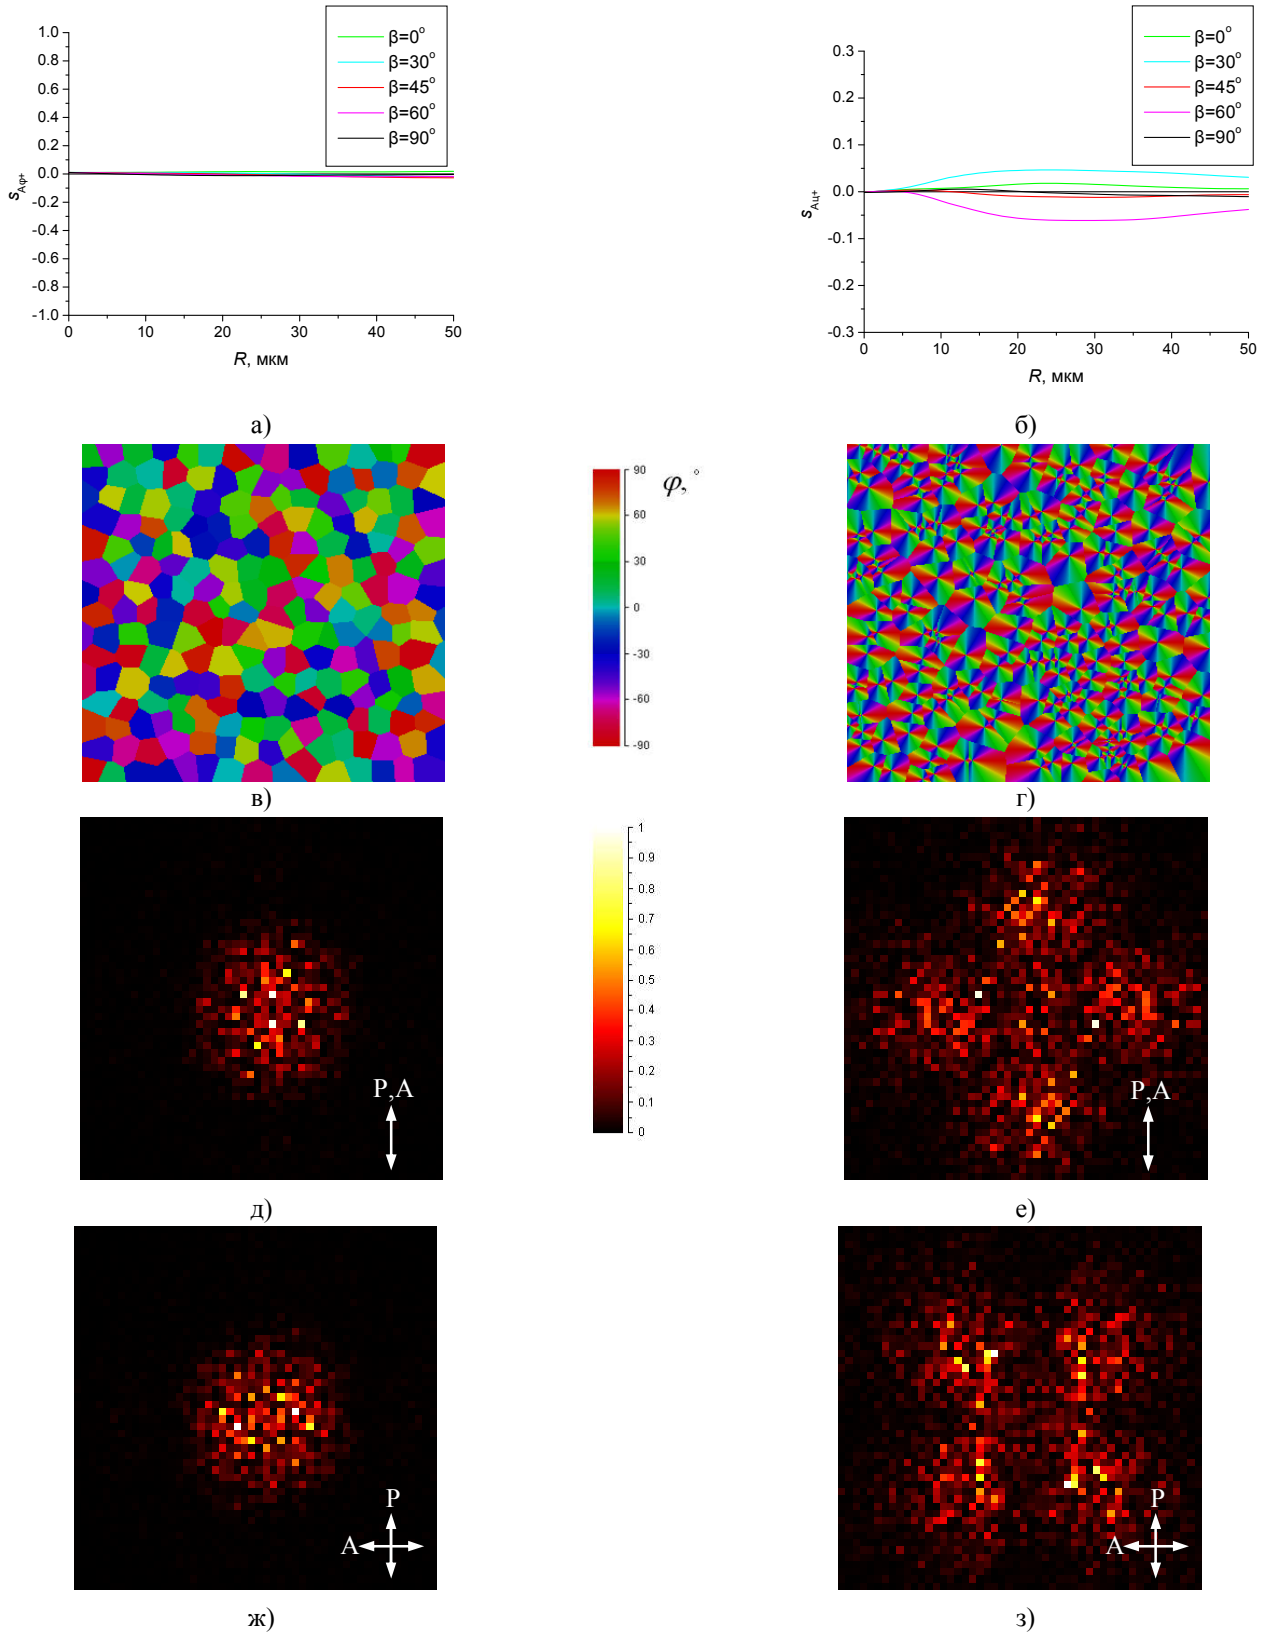 1.0
0.8
0.6
0.4
0.2
0.0
-0.2
-0.4
-0.6
-0.8
-1.0
sАφ+
0 10 20 30 40 50
R, мкм
β=0°
β=30°
β=45°
β=60°
β=90°
а)
0.3
0.2
0.1
0.0
-0.1
-0.2
-0.3
sАц+
0 10 20 30 40 50
R, мкм
β=0°
β=30°
β=45°
β=60°
β=90°
б)
φ, °
90
60
30
0
-30
-60
-90
в)
г)
1
0.9
0.8
0.7
0.6
0.5
0.4
0.3
0.2
0.1
0
P,A
P,A
д)
е)
P
A
P
A
ж)
з)